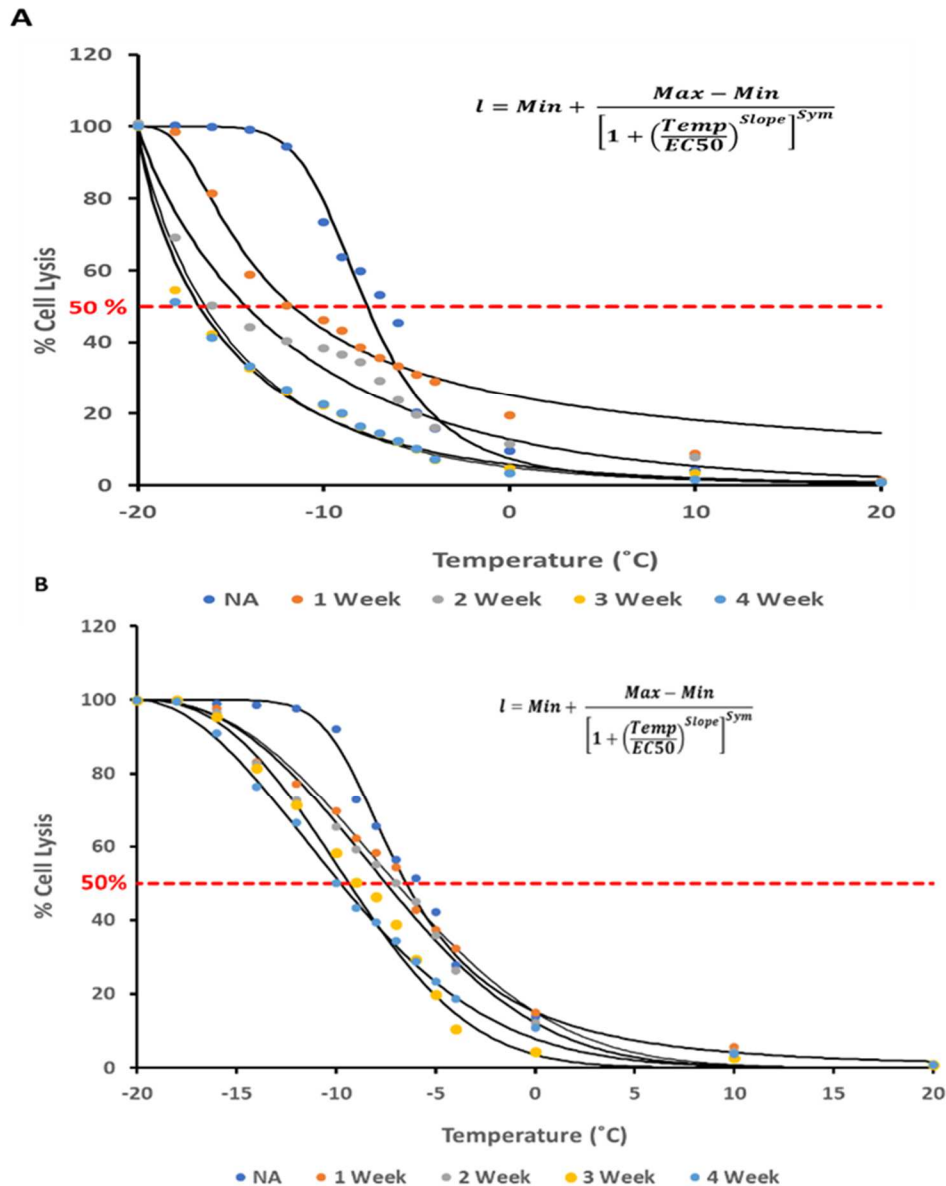 A
120
100
80
60
50 %
40
20
0
% Cell Lysis
l = Min + Max − Min / [1 + (Temp/EC50)^Slope]^Sym
-20 -10 0 10 20
Temperature (˚C)
NA 1 Week 2 Week 3 Week 4 Week
B
120
100
80
60
50%
40
20
0
% Cell Lysis
l = Min + Max − Min / [1 + (Temp/EC50)^Slope]^Sym
-20 -15 -10 -5 0 5 10 15 20
Temperature (˚C)
NA 1 Week 2 Week 3 Week 4 Week